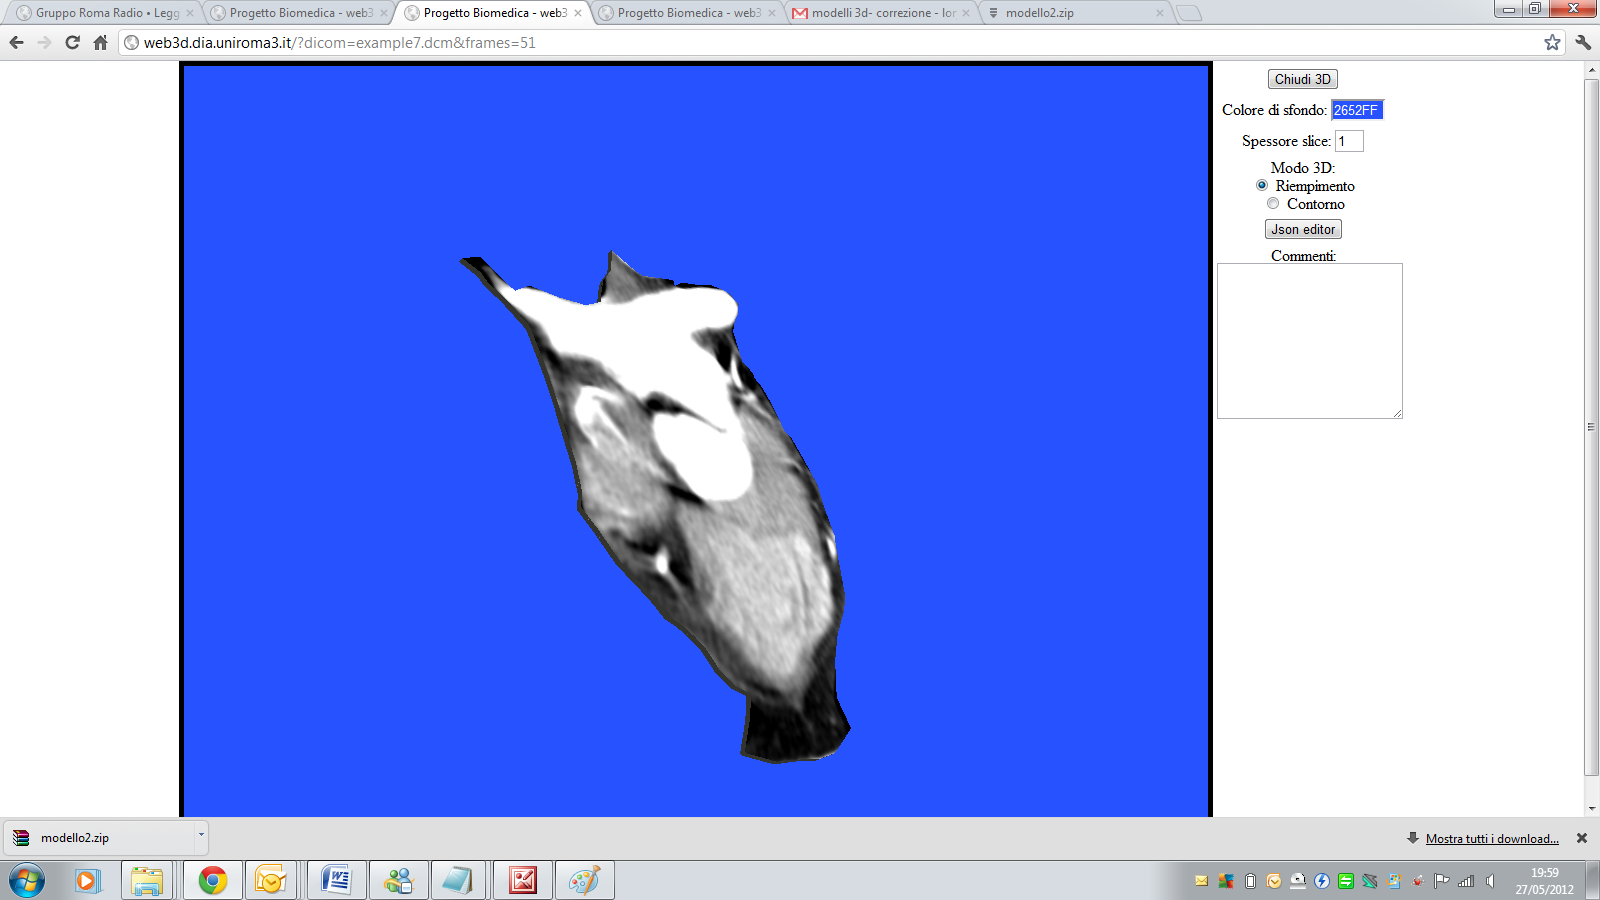 Gruppo Roma Radio • Legg
Progetto Biomedica - web3
Progetto Biomedica - web3
Progetto Biomedica - web3
modelli 3d- correzione - lor
modello2.zip
web3d.dia.uniroma3.it/?dicom=example7.dcm&frames=51
Chiudi 3D
Colore di sfondo: 2652FF
Spessore slice: 1
Modo 3D:
Riempimento
Contorno
Json editor
Commenti:
modello2.zip
Mostra tutti i download...
19:59
27/05/2012